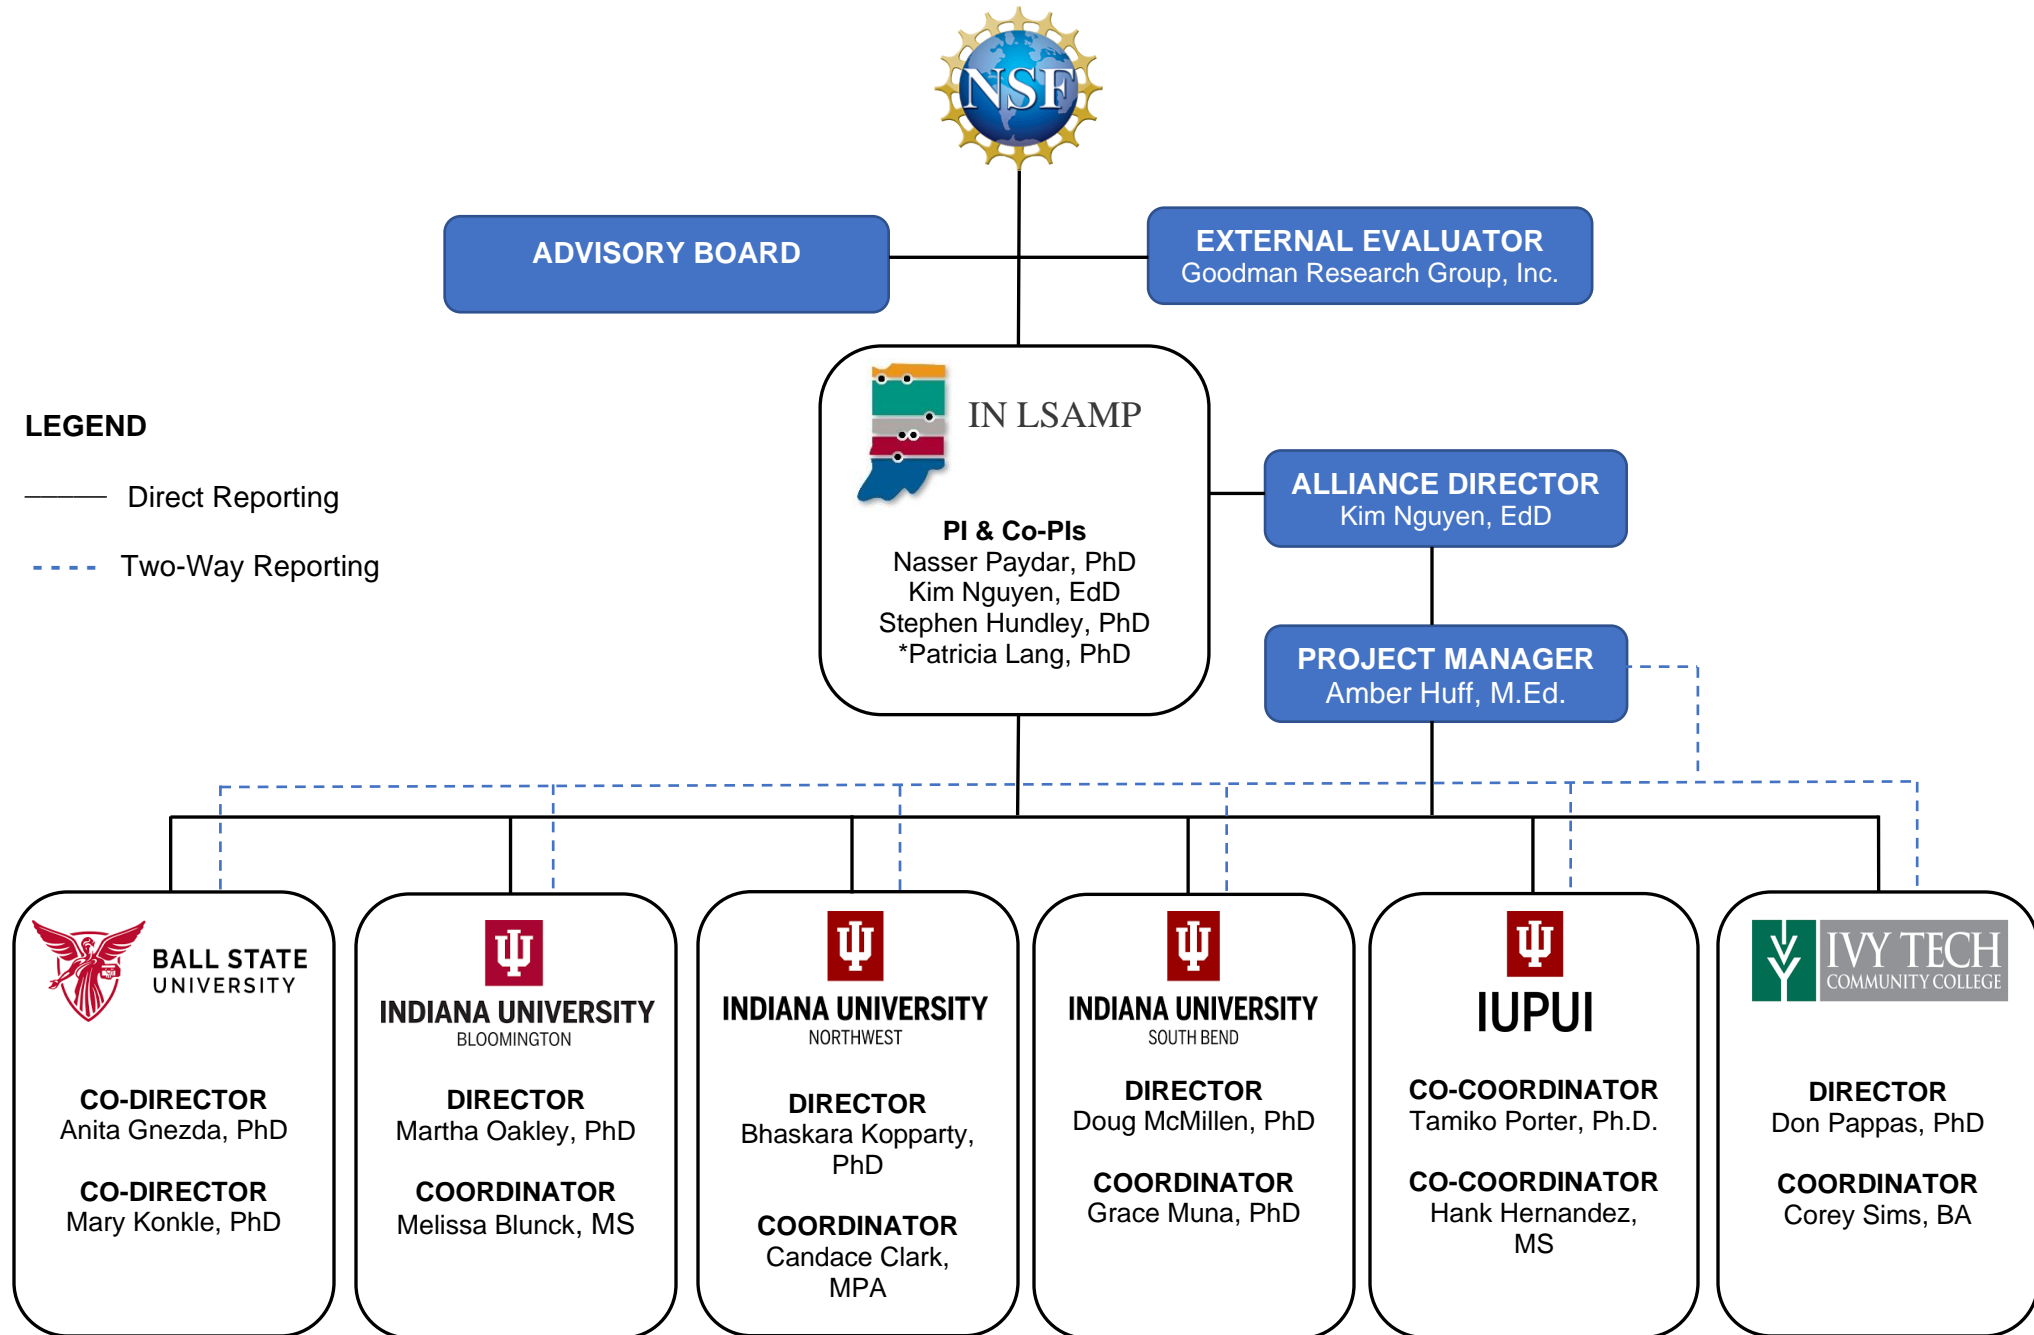 NSF
ADVISORY BOARD
EXTERNAL EVALUATOR
Goodman Research Group, Inc.
IN LSAMP
PI & Co-PIs
Nasser Paydar, PhD
Kim Nguyen, EdD
Stephen Hundley, PhD
*Patricia Lang, PhD
LEGEND
Direct Reporting
Two-Way Reporting
ALLIANCE DIRECTOR
Kim Nguyen, EdD
PROJECT MANAGER
Amber Huff, M.Ed.
BALL STATE
UNIVERSITY
CO-DIRECTOR
Anita Gnezda, PhD
CO-DIRECTOR
Mary Konkle, PhD
INDIANA UNIVERSITY
BLOOMINGTON
DIRECTOR
Martha Oakley, PhD
COORDINATOR
Melissa Blunck, MS
INDIANA UNIVERSITY
NORTHWEST
DIRECTOR
Bhaskara Kopparty,
PhD
COORDINATOR
Candace Clark,
MPA
INDIANA UNIVERSITY
SOUTH BEND
DIRECTOR
Doug McMillen, PhD
COORDINATOR
Grace Muna, PhD
IUPUI
CO-COORDINATOR
Tamiko Porter, Ph.D.
CO-COORDINATOR
Hank Hernandez,
MS
IVY TECH
COMMUNITY COLLEGE
DIRECTOR
Don Pappas, PhD
COORDINATOR
Corey Sims, BA